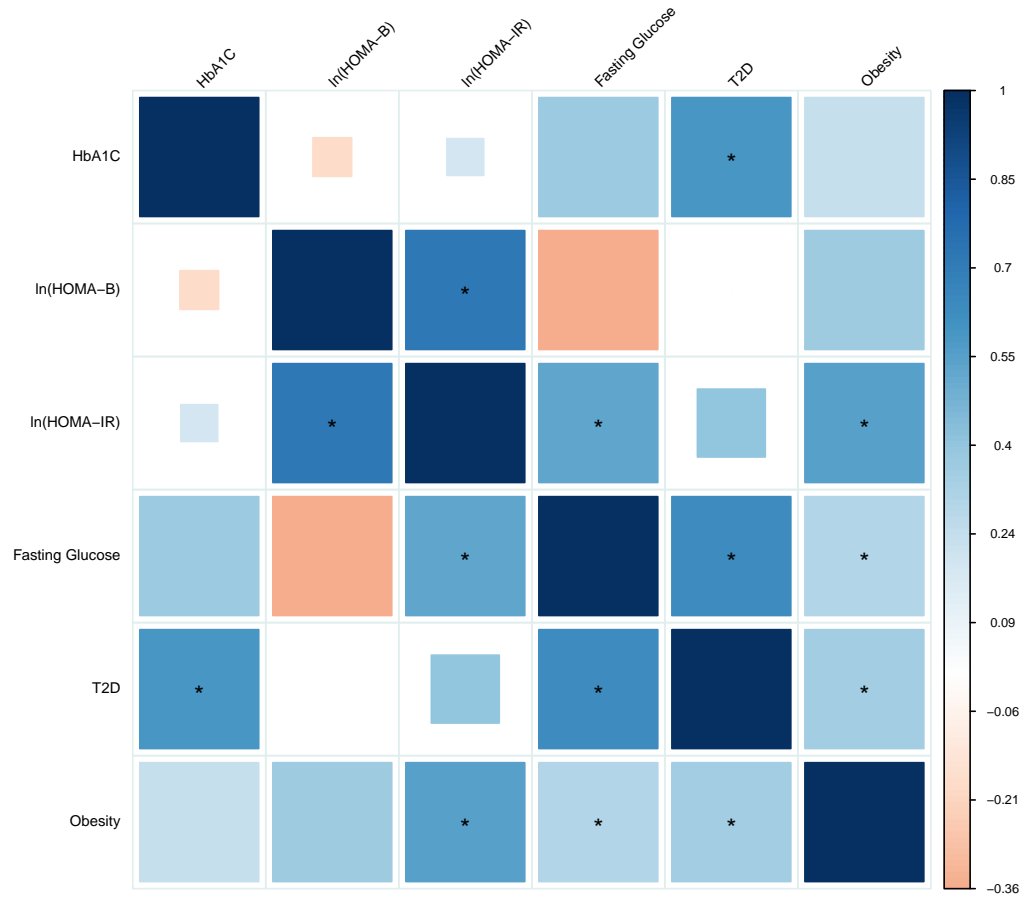 HbA1C
ln(HOMA−B)
ln(HOMA−IR)
Fasting Glucose
T2D
Obesity
HbA1C
*
ln(HOMA−B)
*
ln(HOMA−IR)
* * *
Fasting Glucose
* * *
T2D
* * *
Obesity
* * *
1
0.85
0.7
0.55
0.4
0.24
0.09
−0.06
−0.21
−0.36